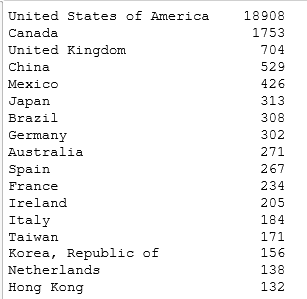 United States of America 18908
Canada 1753
United Kingdom 704
China 529
Mexico 426
Japan 313
Brazil 308
Germany 302
Australia 271
Spain 267
France 234
Ireland 205
Italy 184
Taiwan 171
Korea, Republic of 156
Netherlands 138
Hong Kong 132